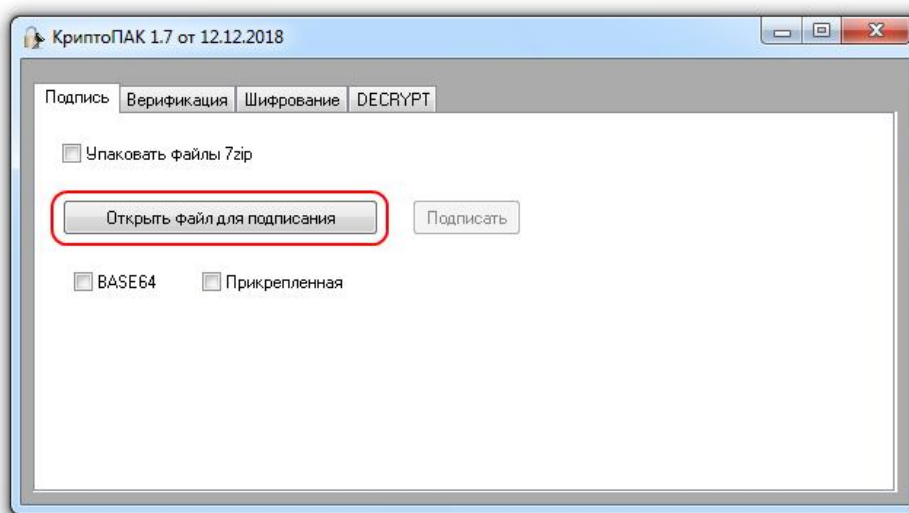 КриптоПАК 1.7 от 12.12.2018
Подпись Верификация Шифрование DECRYPT
Упаковать файлы 7zip
Открыть файл для подписания Подписать
BASE64 Прикрепленная